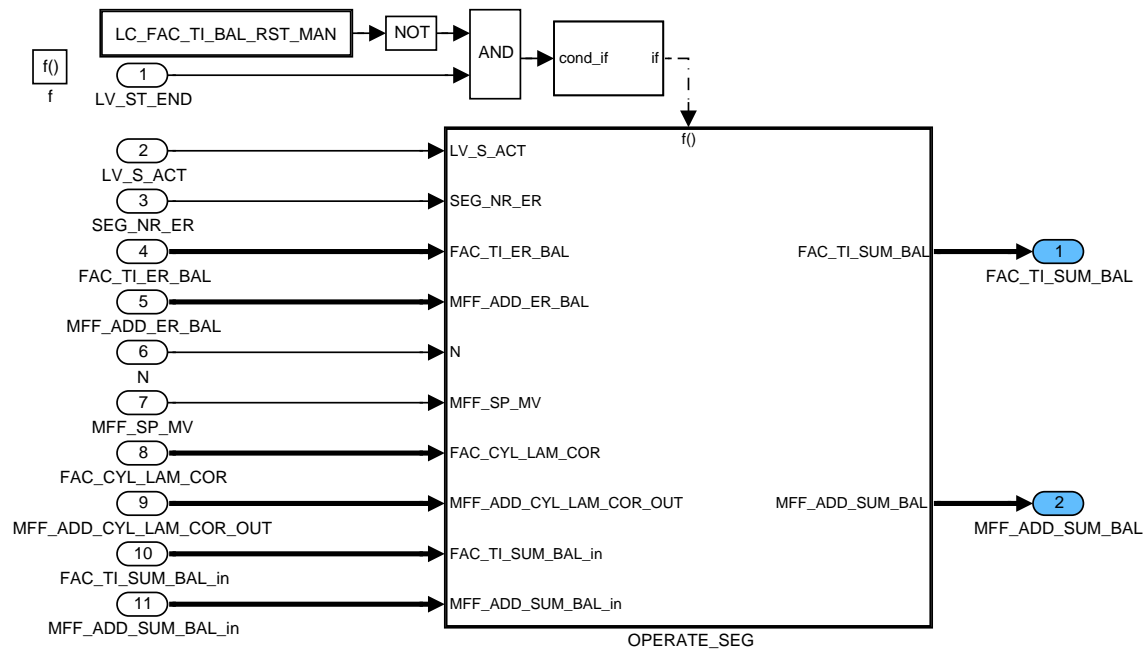 LC_FAC_TI_BAL_RST_MAN
NOT
AND
cond_if
if
f()
f
1
LV_ST_END
f()
2
LV_S_ACT
LV_S_ACT
3
SEG_NR_ER
SEG_NR_ER
4
FAC_TI_ER_BAL
FAC_TI_ER_BAL
FAC_TI_SUM_BAL
1
FAC_TI_SUM_BAL
5
MFF_ADD_ER_BAL
MFF_ADD_ER_BAL
6
N
N
7
MFF_SP_MV
MFF_SP_MV
8
FAC_CYL_LAM_COR
FAC_CYL_LAM_COR
9
MFF_ADD_CYL_LAM_COR_OUT
MFF_ADD_CYL_LAM_COR_OUT
MFF_ADD_SUM_BAL
2
MFF_ADD_SUM_BAL
10
FAC_TI_SUM_BAL_in
FAC_TI_SUM_BAL_in
11
MFF_ADD_SUM_BAL_in
MFF_ADD_SUM_BAL_in
OPERATE_SEG